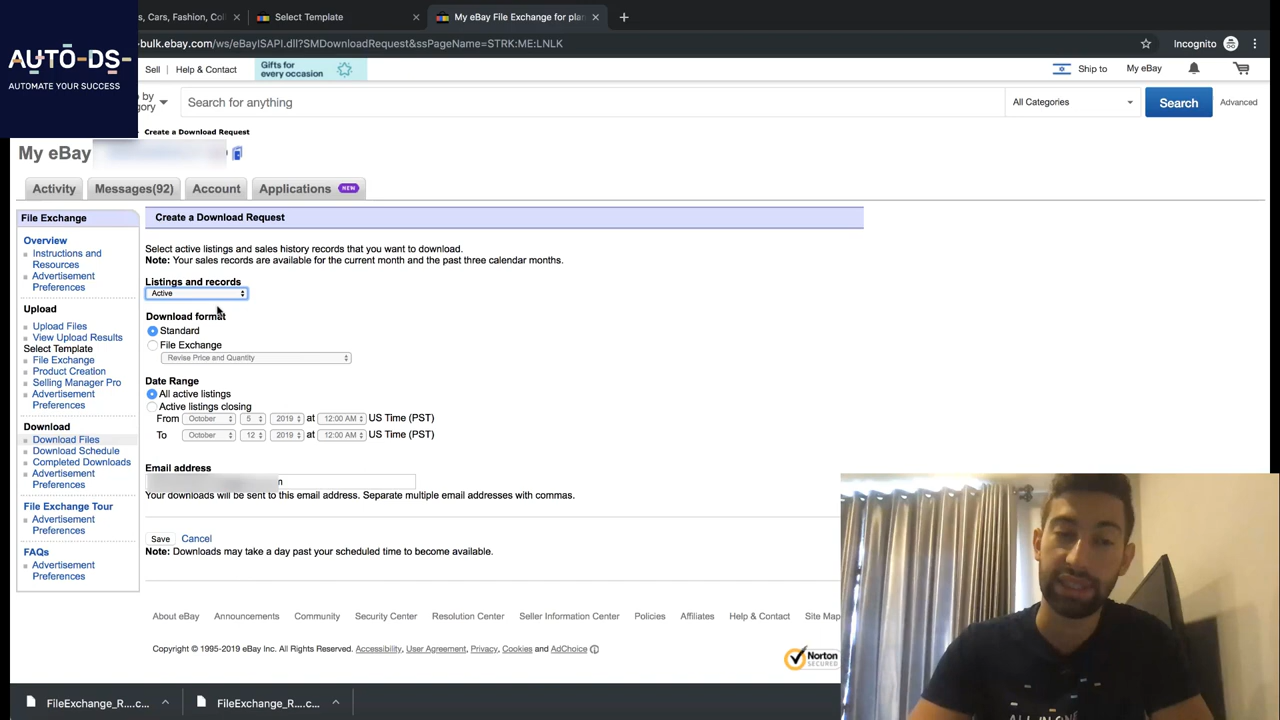 s, Cars, Fashion, Col
Select Template
My eBay File Exchange for plan
-bulk.ebay.com/ws/eBayISAPI.dll?SMDownloadRequest&ssPageName=STRK:ME:LNLK
Incognito
AUTO-DS
AUTOMATE YOUR SUCCESS
Sell
Help & Contact
Gifts for
every occasion
Ship to
My eBay
by
gory
Search for anything
All Categories
Search
Advanced
Create a Download Request
My eBay
Activity
Messages(92)
Account
Applications
NEW
File Exchange
Overview
Instructions and
Resources
Advertisement
Preferences
Upload
Upload Files
View Upload Results
Select Template
File Exchange
Product Creation
Selling Manager Pro
Advertisement
Preferences
Download
Download Files
Download Schedule
Completed Downloads
Advertisement
Preferences
File Exchange Tour
Advertisement
Preferences
FAQs
Advertisement
Preferences
Create a Download Request
Select active listings and sales history records that you want to download.
Note: Your sales records are available for the current month and the past three calendar months.
Listings and records
Active
Download format
Standard
File Exchange
Revise Price and Quantity
Date Range
All active listings
Active listings closing
From October 5 2019 at 12:00 AM US Time (PST)
To October 12 2019 at 12:00 AM US Time (PST)
Email address
m
Your downloads will be sent to this email address. Separate multiple email addresses with commas.
Save Cancel
Note: Downloads may take a day past your scheduled time to become available.
About eBay Announcements Community Security Center Resolution Center Seller Information Center Policies Affiliates Help & Contact Site Map
Copyright © 1995-2019 eBay Inc. All Rights Reserved. Accessibility, User Agreement, Privacy, Cookies and AdChoice
Norton
SECURED
FileExchange_R....c...
FileExchange_R....c...
ALL IN ONE